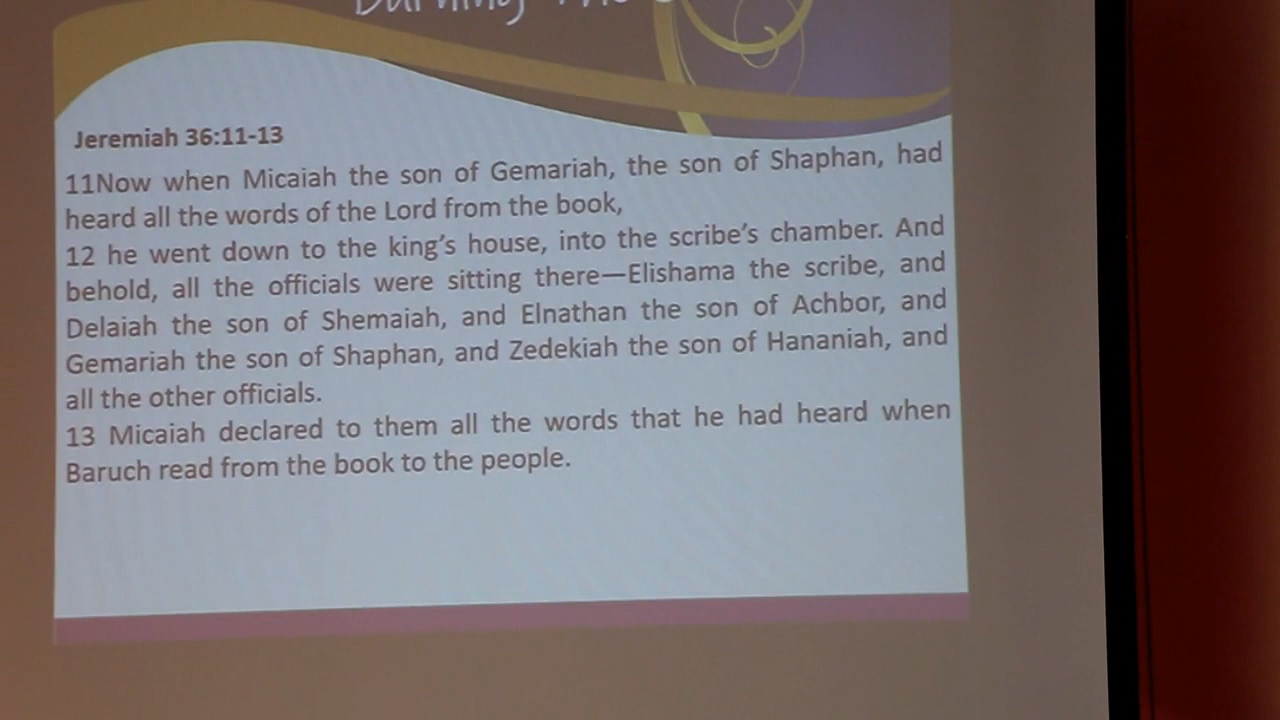 Burning The
Jeremiah 36:11-13
11Now when Micaiah the son of Gemariah, the son of Shaphan, had
heard all the words of the Lord from the book,
12 he went down to the king’s house, into the scribe’s chamber. And
behold, all the officials were sitting there—Elishama the scribe, and
Delaiah the son of Shemaiah, and Elnathan the son of Achbor, and
Gemariah the son of Shaphan, and Zedekiah the son of Hananiah, and
all the other officials.
13 Micaiah declared to them all the words that he had heard when
Baruch read from the book to the people.